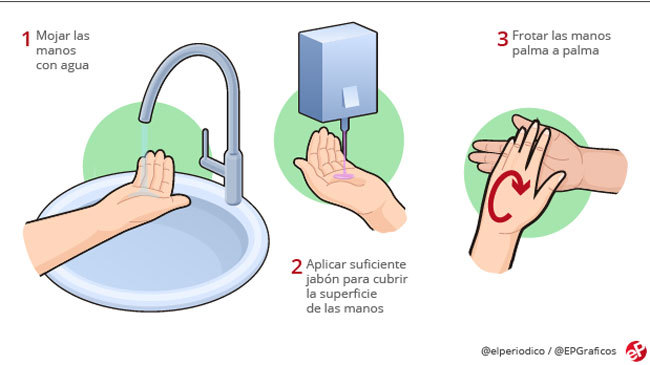 1 Mojar las
manos
con agua
2 Aplicar suficiente
jabón para cubrir
la superficie
de las manos
3 Frotar las manos
palma a palma
@elperiodico / @EPGraficos eP